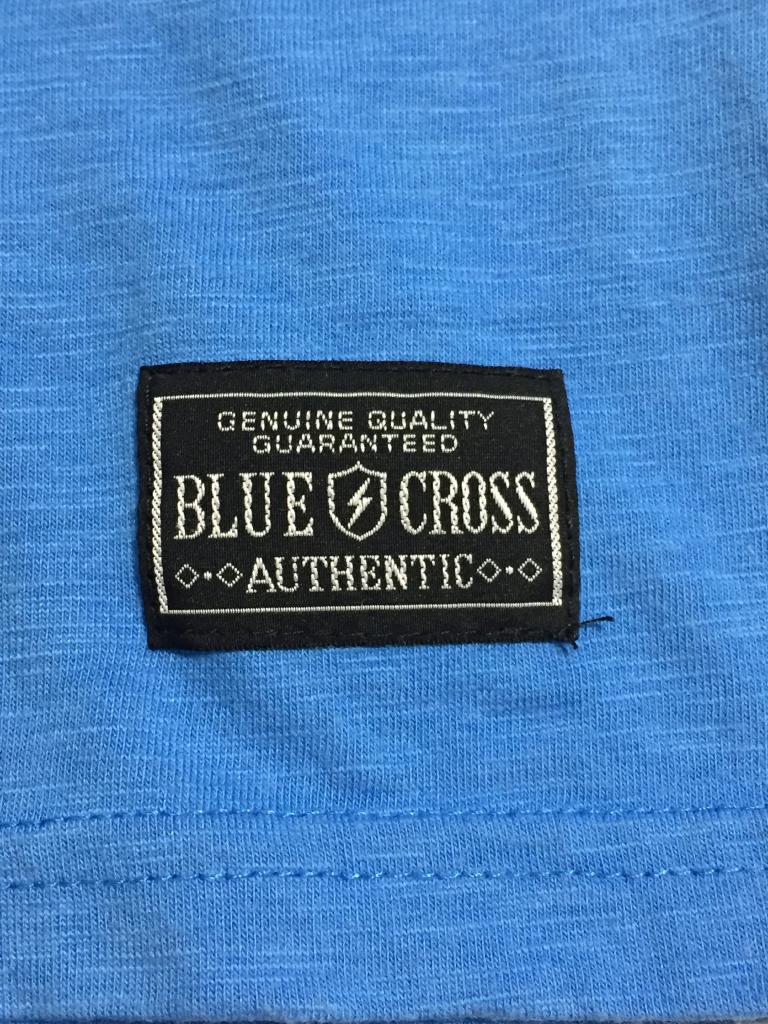 GENUINE QUALITY
GUARANTEED
BLUE CROSS
AUTHENTIC